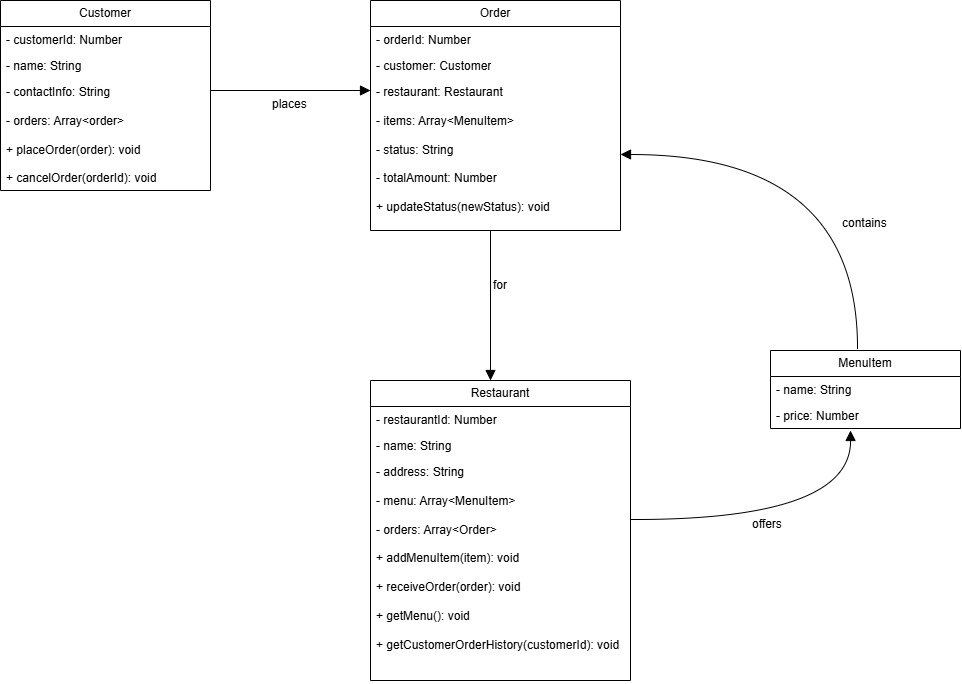 Customer
- customerId: Number
- name: String
- contactInfo: String
- orders: Array<order>
+ placeOrder(order): void
+ cancelOrder(orderId): void
places
Order
- orderId: Number
- customer: Customer
- restaurant: Restaurant
- items: Array<MenuItem>
- status: String
- totalAmount: Number
+ updateStatus(newStatus): void
contains
for
MenuItem
- name: String
- price: Number
Restaurant
- restaurantId: Number
- name: String
- address: String
- menu: Array<MenuItem>
- orders: Array<Order>
+ addMenuItem(item): void
+ receiveOrder(order): void
+ getMenu(): void
+ getCustomerOrderHistory(customerId): void
offers